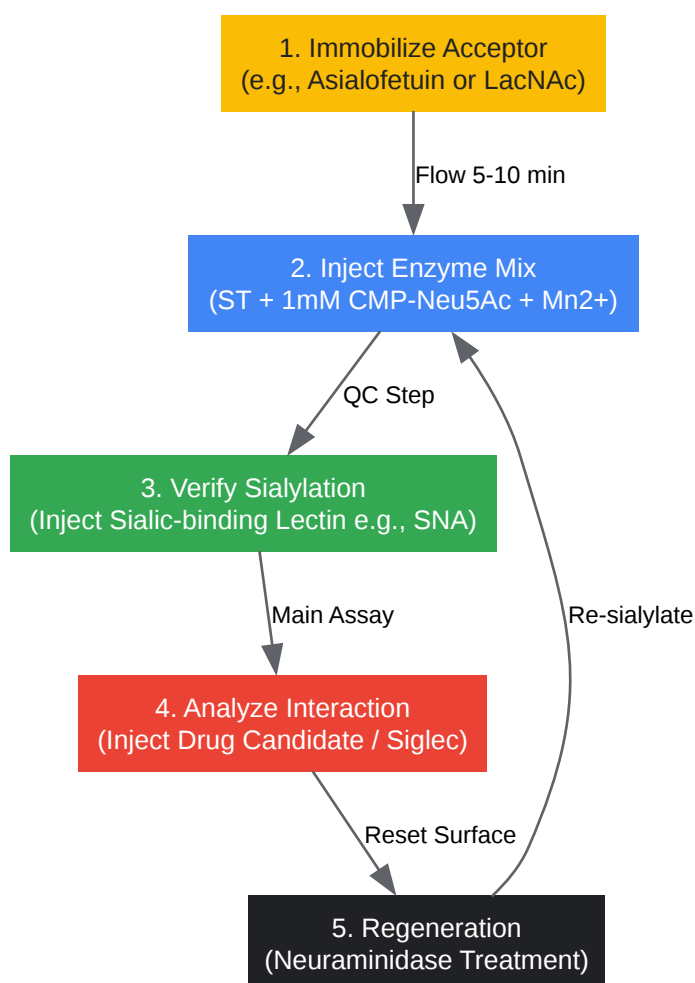 1. Immobilize Acceptor
(e.g., Asialofetuin or LacNAc)
Flow 5-10 min
2. Inject Enzyme Mix
(ST + 1mM CMP-Neu5Ac + Mn2+)
QC Step
3. Verify Sialylation
(Inject Sialic-binding Lectin e.g., SNA)
Main Assay
Re-sialylate
4. Analyze Interaction
(Inject Drug Candidate / Siglec)
Reset Surface
5. Regeneration
(Neuraminidase Treatment)